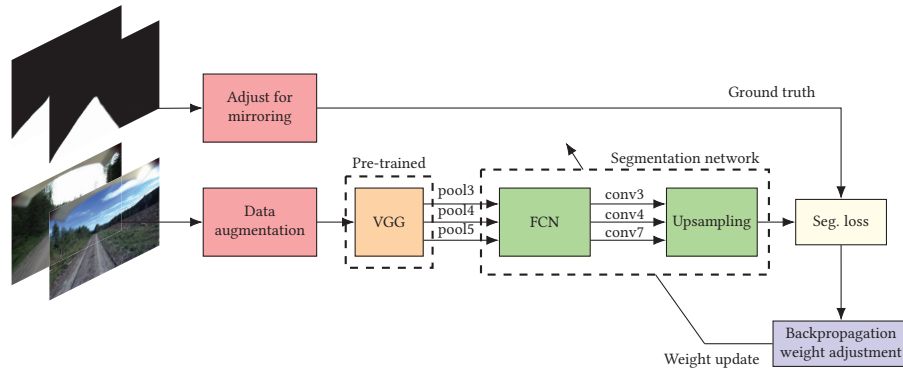 Adjust for
mirroring
Ground truth
Pre-trained
Segmentation network
Data
augmentation
VGG
pool3
pool4
pool5
FCN
conv3
conv4
conv7
Upsampling
Seg. loss
Weight update
Backpropagation
weight adjustment